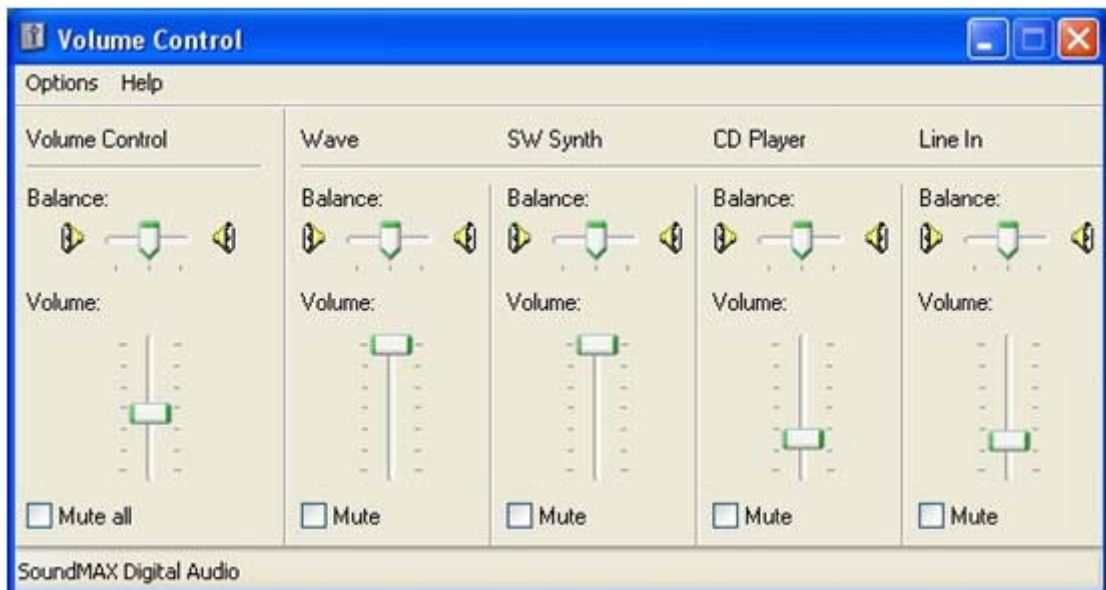 Volume Control
Options Help
Volume Control Wave SW Synth CD Player Line In
Balance: Balance: Balance: Balance: Balance:
Volume: Volume: Volume: Volume: Volume:
Mute all Mute Mute Mute Mute
SoundMAX Digital Audio